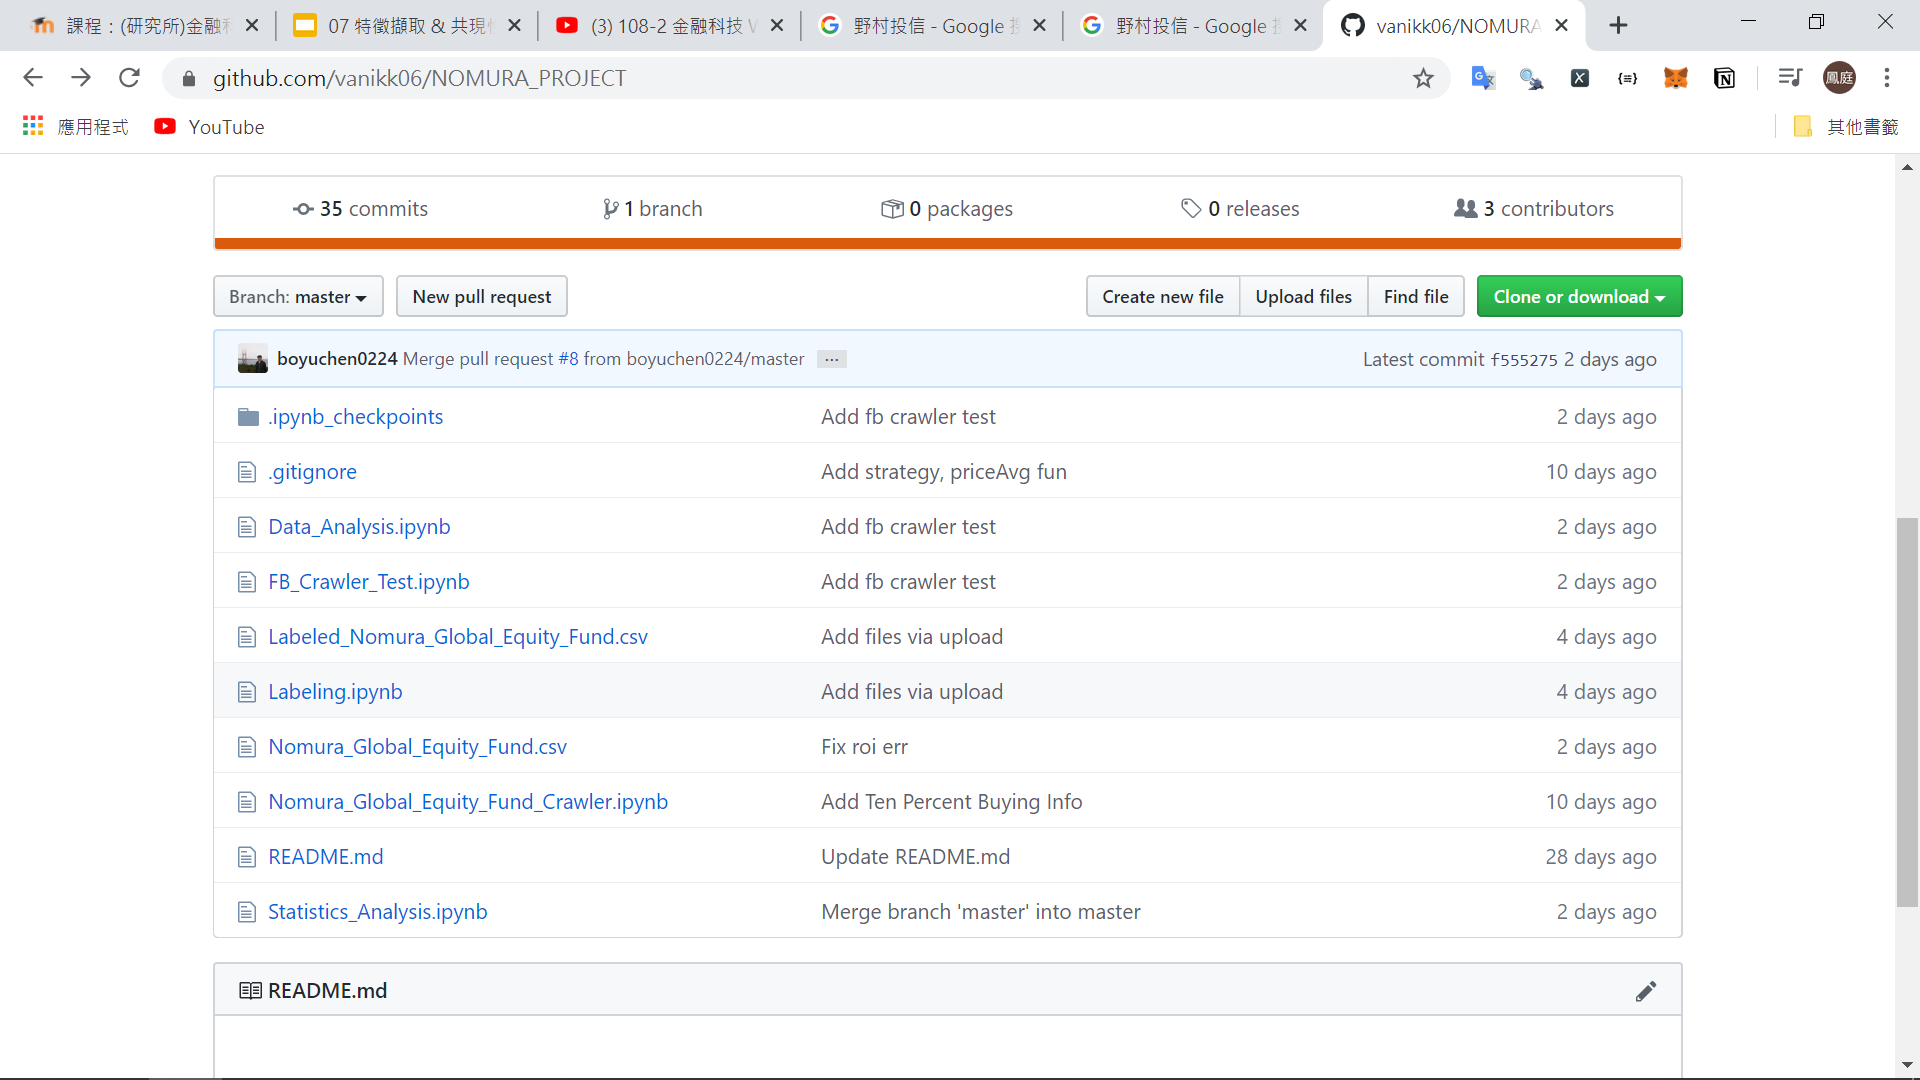 課程：(研究所)金融
07 特徵擷取 & 共現
(3) 108-2 金融科技
野村投信 - Google
野村投信 - Google
vanikk06/NOMURA
github.com/vanikk06/NOMURA_PROJECT
鳳庭
應用程式
YouTube
其他書籤
35 commits
1 branch
0 packages
0 releases
3 contributors
Branch: master
New pull request
Create new file
Upload files
Find file
Clone or download
boyuchen0224 Merge pull request #8 from boyuchen0224/master ...
Latest commit f555275 2 days ago
.ipynb_checkpoints Add fb crawler test 2 days ago
.gitignore Add strategy, priceAvg fun 10 days ago
Data_Analysis.ipynb Add fb crawler test 2 days ago
FB_Crawler_Test.ipynb Add fb crawler test 2 days ago
Labeled_Nomura_Global_Equity_Fund.csv Add files via upload 4 days ago
Labeling.ipynb Add files via upload 4 days ago
Nomura_Global_Equity_Fund.csv Fix roi err 2 days ago
Nomura_Global_Equity_Fund_Crawler.ipynb Add Ten Percent Buying Info 10 days ago
README.md Update README.md 28 days ago
Statistics_Analysis.ipynb Merge branch 'master' into master 2 days ago
README.md